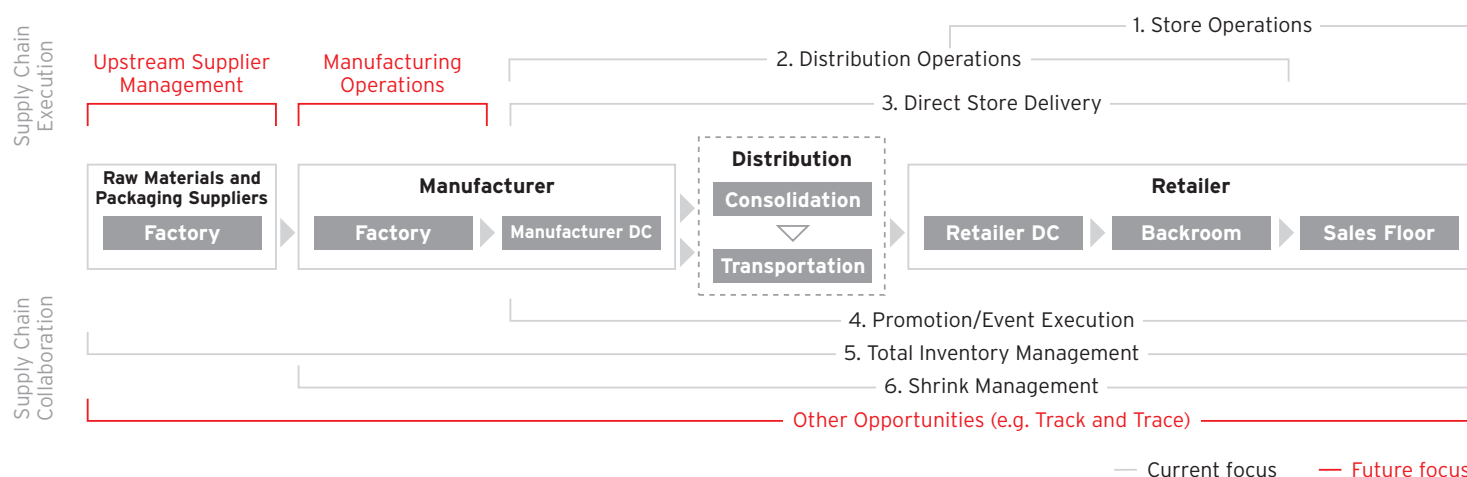 Supply Chain
Execution
1. Store Operations
2. Distribution Operations
Upstream Supplier
Management
Manufacturing
Operations
3. Direct Store Delivery
Raw Materials and
Packaging Suppliers
Factory
Manufacturer
Factory
Manufacturer DC
Distribution
Consolidation
Transportation
Retailer
Retailer DC
Backroom
Sales Floor
Supply Chain
Collaboration
4. Promotion/Event Execution
5. Total Inventory Management
6. Shrink Management
Other Opportunities (e.g. Track and Trace)
Current focus
Future focus